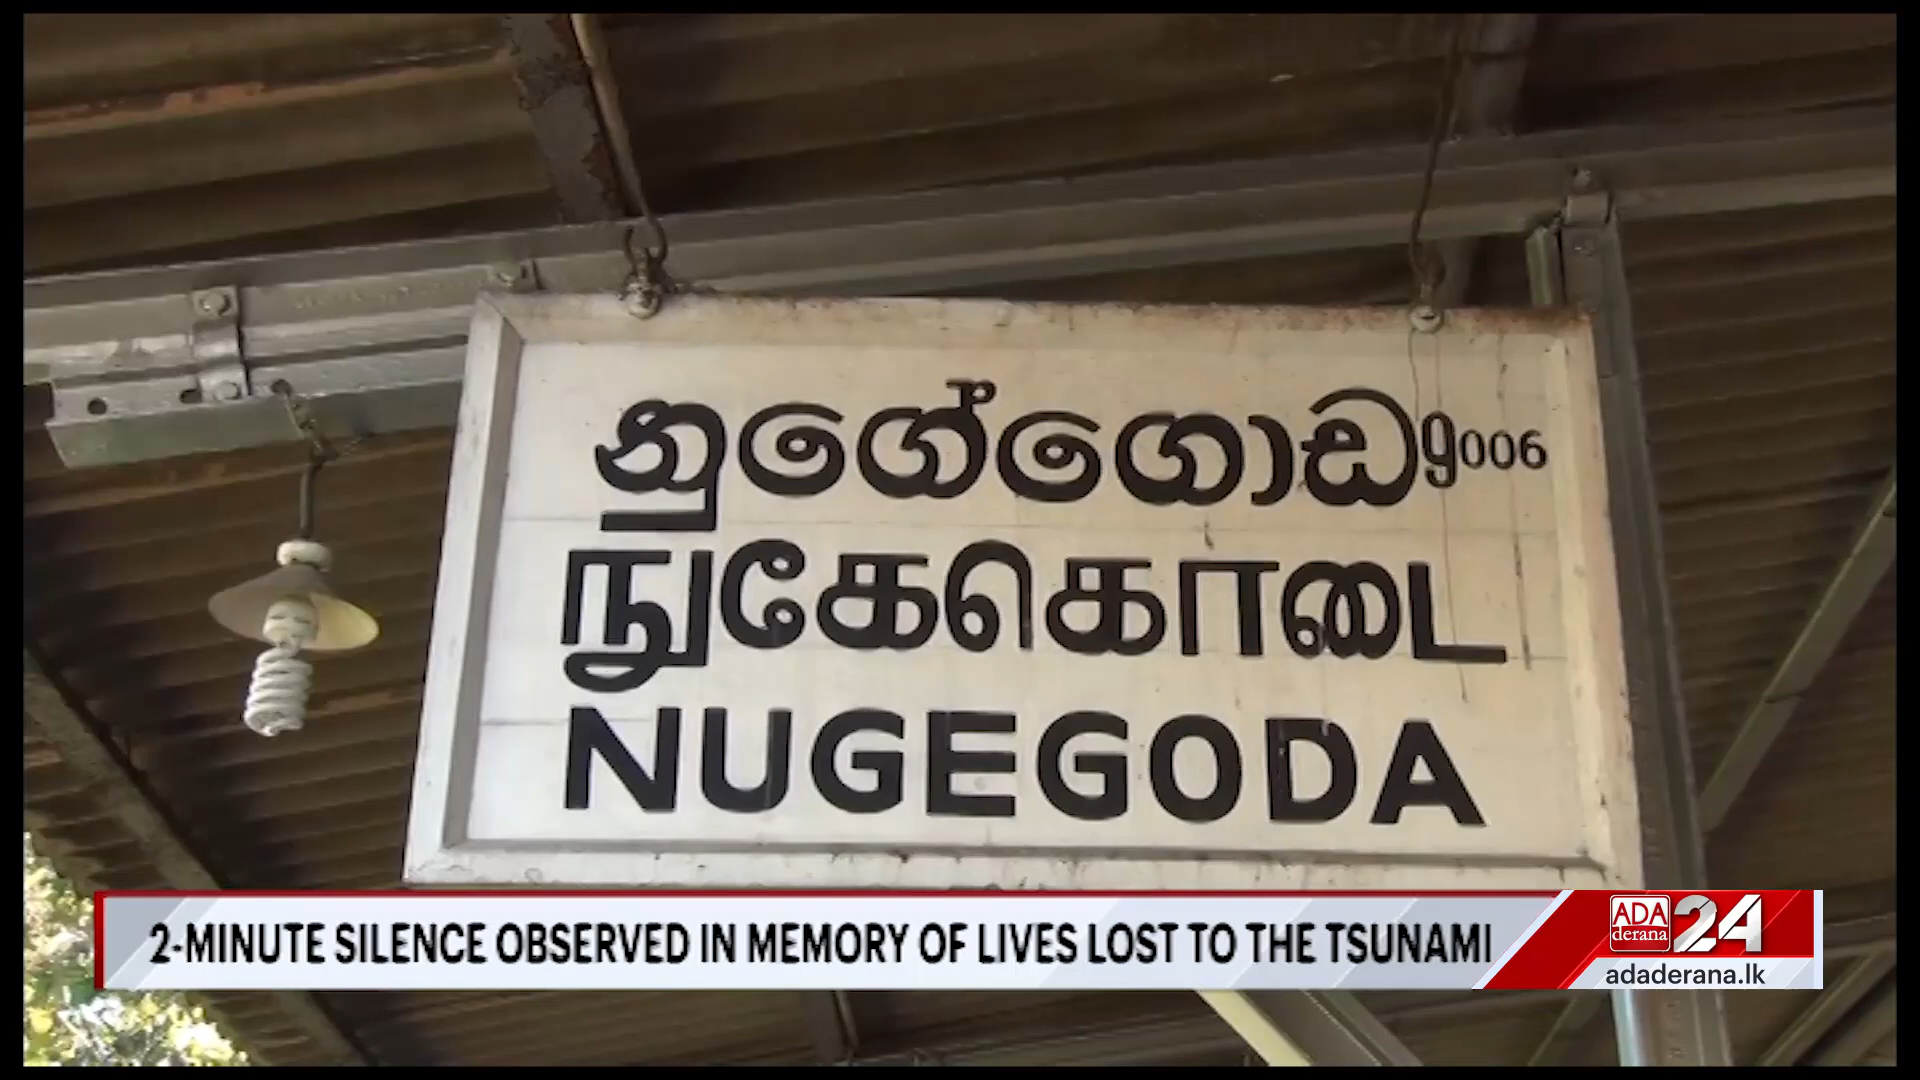 නුගේගොඩ 9006
நுகேகொடை
NUGEGODA
2-MINUTE SILENCE OBSERVED IN MEMORY OF LIVES LOST TO THE TSUNAMI
ADA derana 24
adaderana.lk